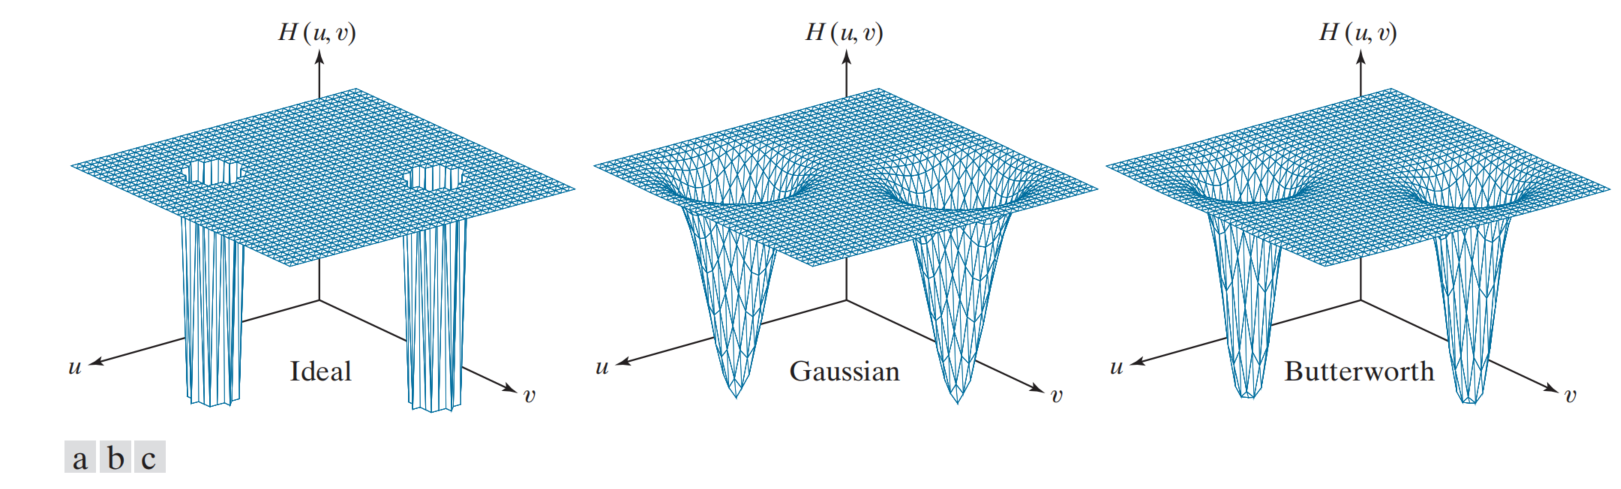 H (u, v)
u
v
Ideal
H (u, v)
u
v
Gaussian
H (u, v)
u
v
Butterworth
a b c